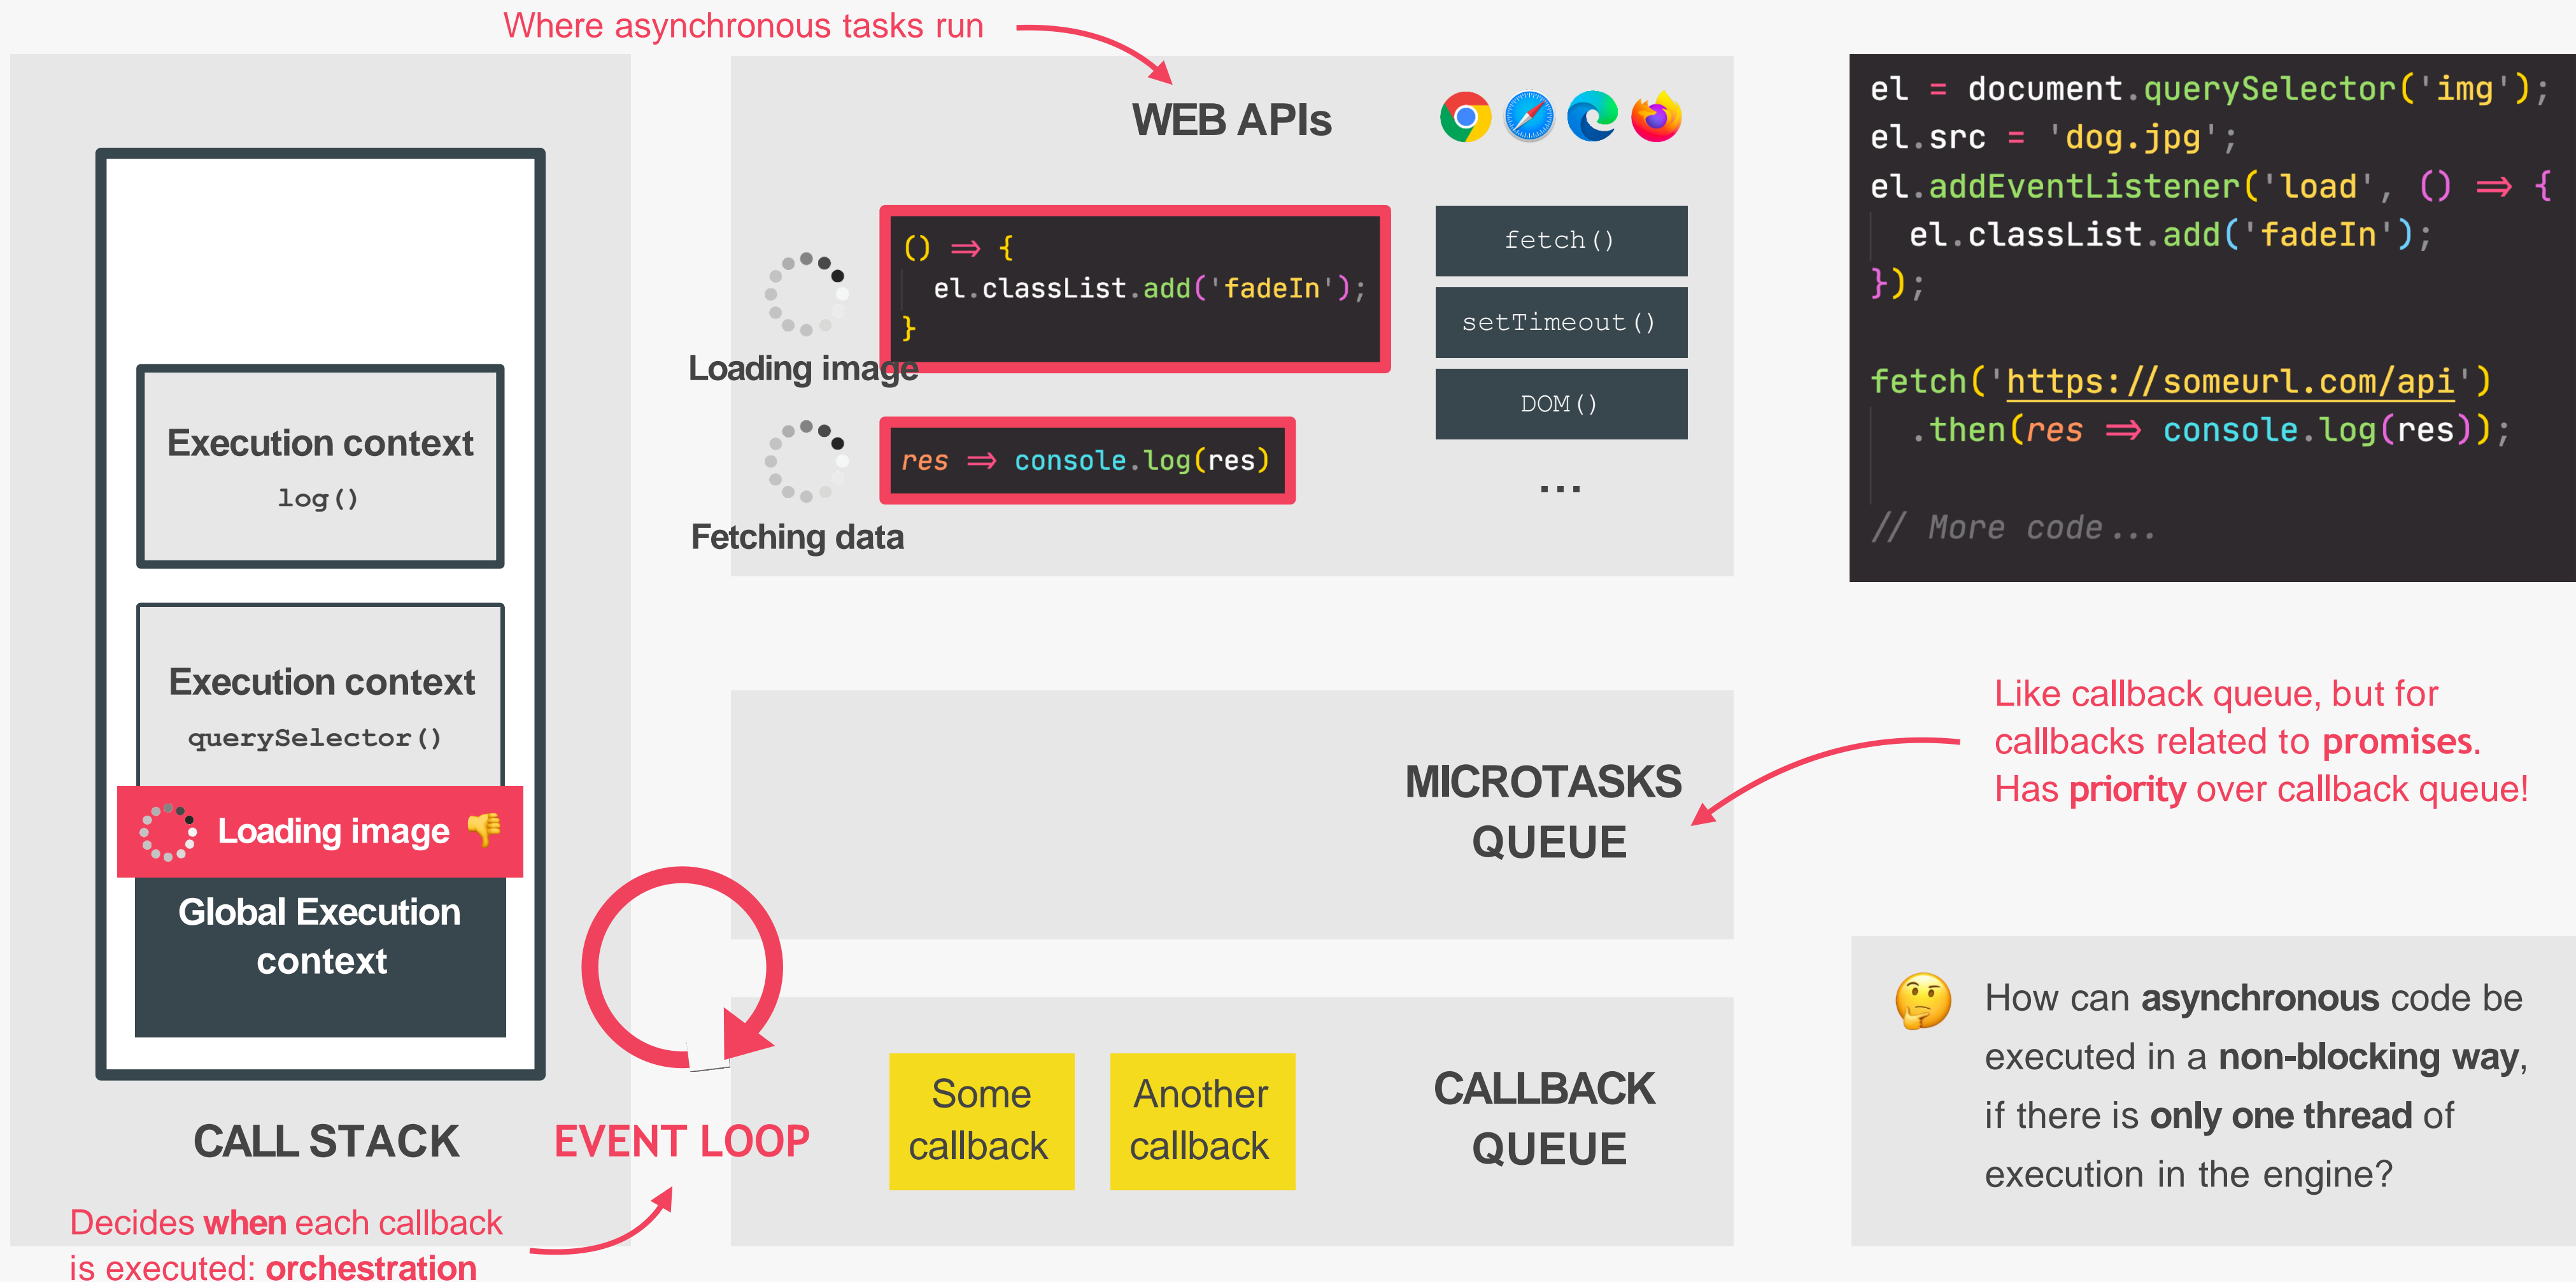 Where asynchronous tasks run
WEB APIs
() => {
el.classList.add('fadeIn');
}
Loading image
res => console.log(res)
Fetching data
fetch()
setTimeout()
DOM()
...
el = document.querySelector('img');
el.src = 'dog.jpg';
el.addEventListener('load', () => {
el.classList.add('fadeIn');
});
fetch('https://someurl.com/api')
.then(res => console.log(res));
// More code...
Execution context
log()
Execution context
querySelector()
Loading image
Global Execution
context
CALL STACK
EVENT LOOP
Decides when each callback
is executed: orchestration
MICROTASKS
QUEUE
Like callback queue, but for
callbacks related to promises.
Has priority over callback queue!
Some
callback
Another
callback
CALLBACK
QUEUE
How can asynchronous code be
executed in a non-blocking way,
if there is only one thread of
execution in the engine?